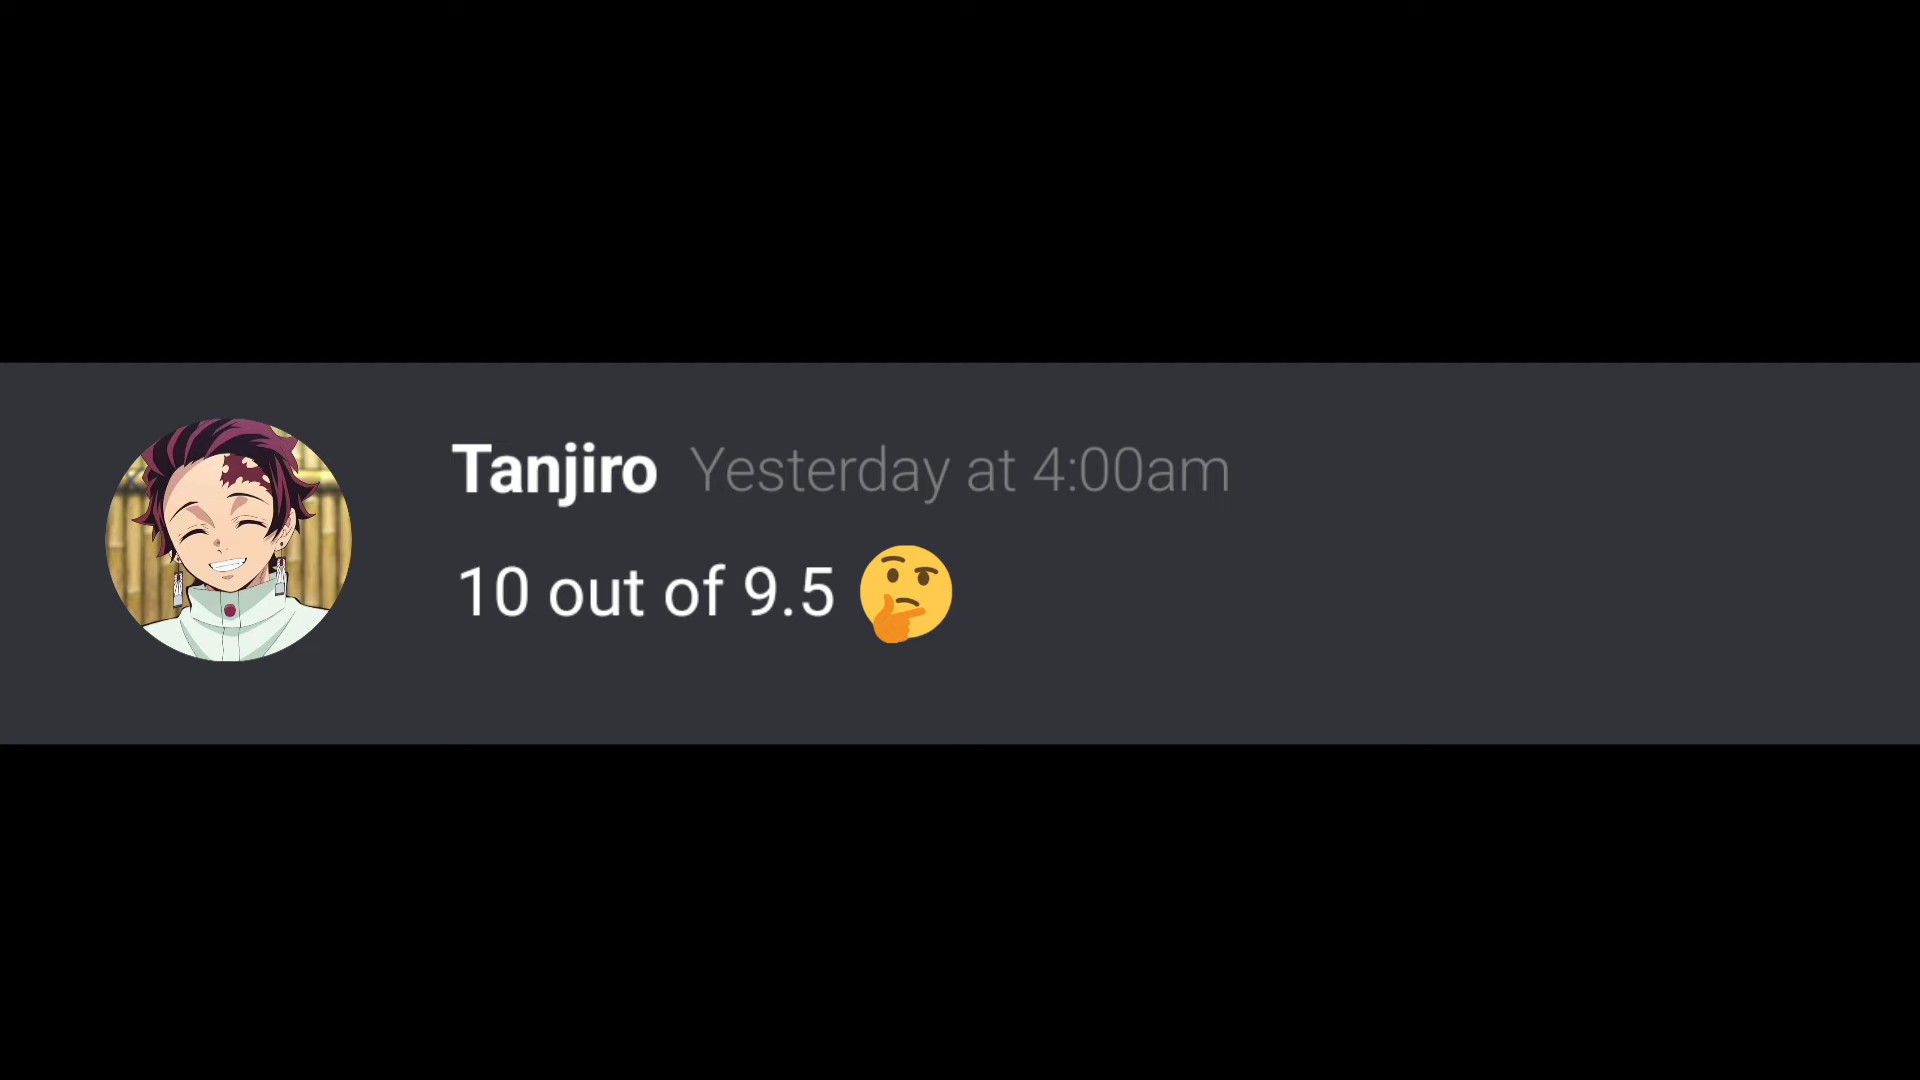 Tanjiro Yesterday at 4:00am
10 out of 9.5 🤔